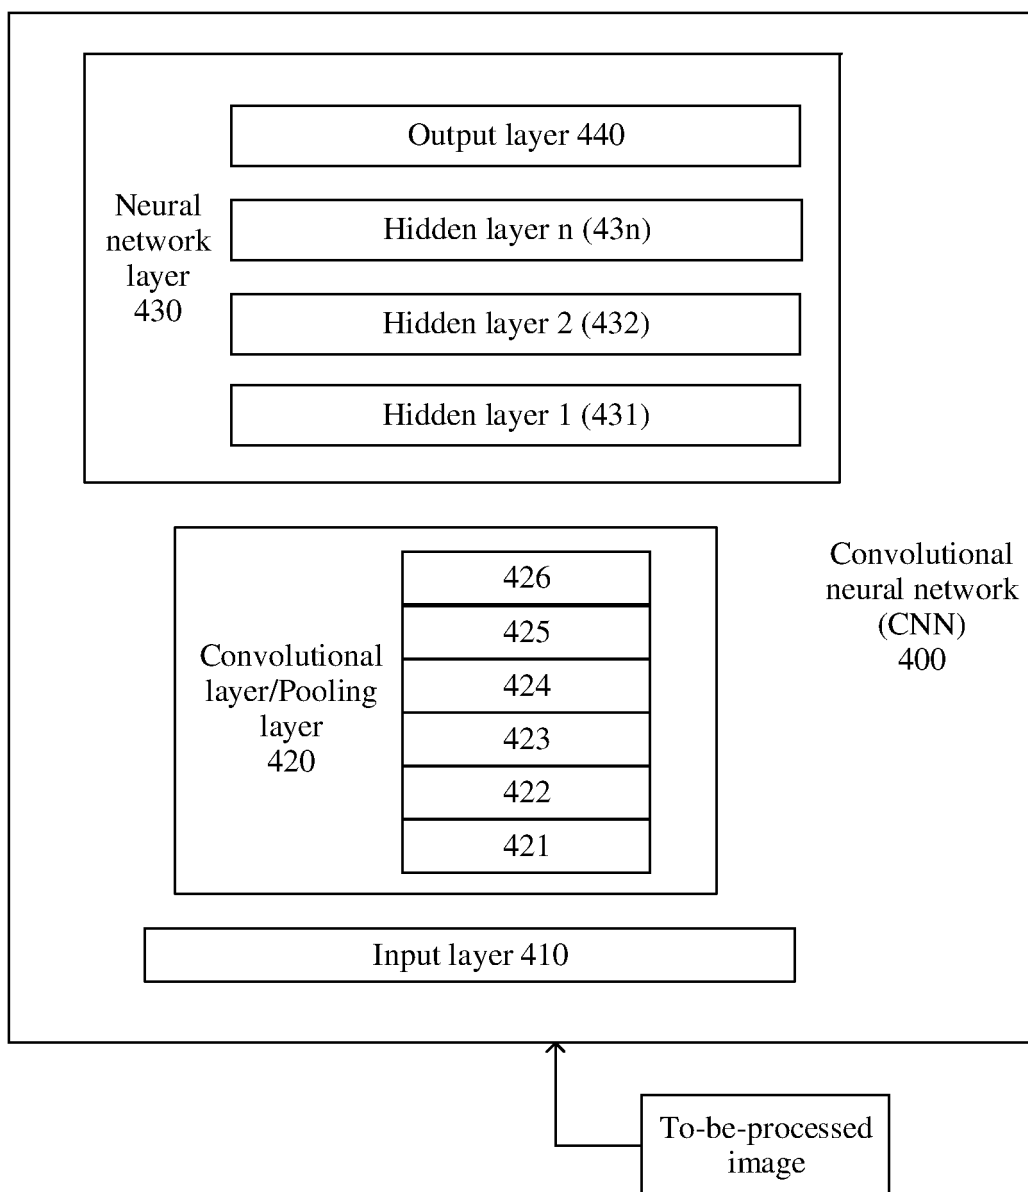 Output layer 440
Neural
network
layer
430
Hidden layer n (43n)
Hidden layer 2 (432)
Hidden layer 1 (431)
Convolutional
neural network
(CNN)
400
Convolutional
layer/Pooling
layer
420
426
425
424
423
422
421
Input layer 410
To-be-processed
image